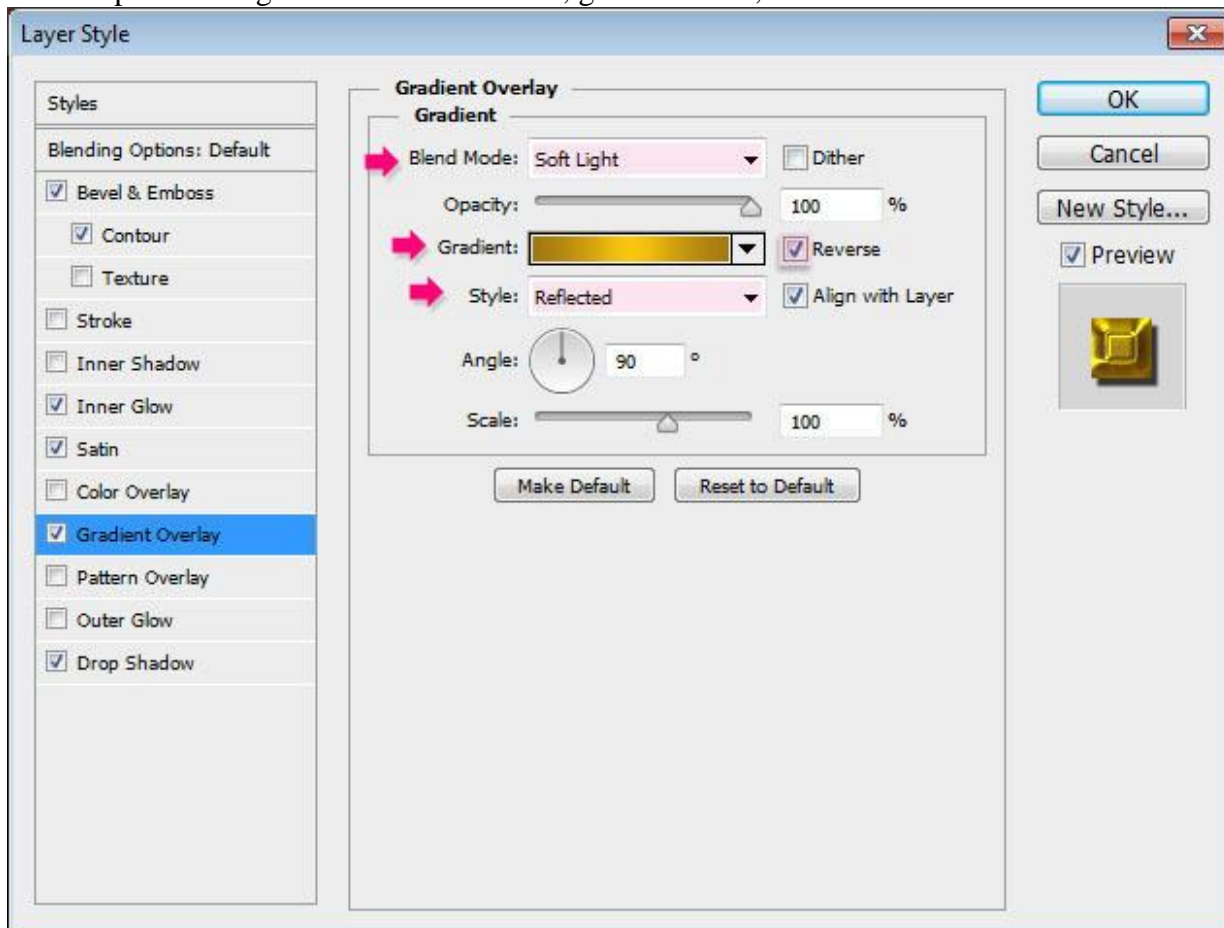 Layer Style
Styles
Blending Options: Default
Bevel & Emboss
Contour
Texture
Stroke
Inner Shadow
Inner Glow
Satin
Color Overlay
Gradient Overlay
Pattern Overlay
Outer Glow
Drop Shadow
Gradient Overlay
Gradient
Blend Mode: Soft Light Dither
Opacity: 100 %
Gradient: Reverse
Style: Reflected Align with Layer
Angle: 90 °
Scale: 100 %
Make Default Reset to Default
OK
Cancel
New Style...
Preview